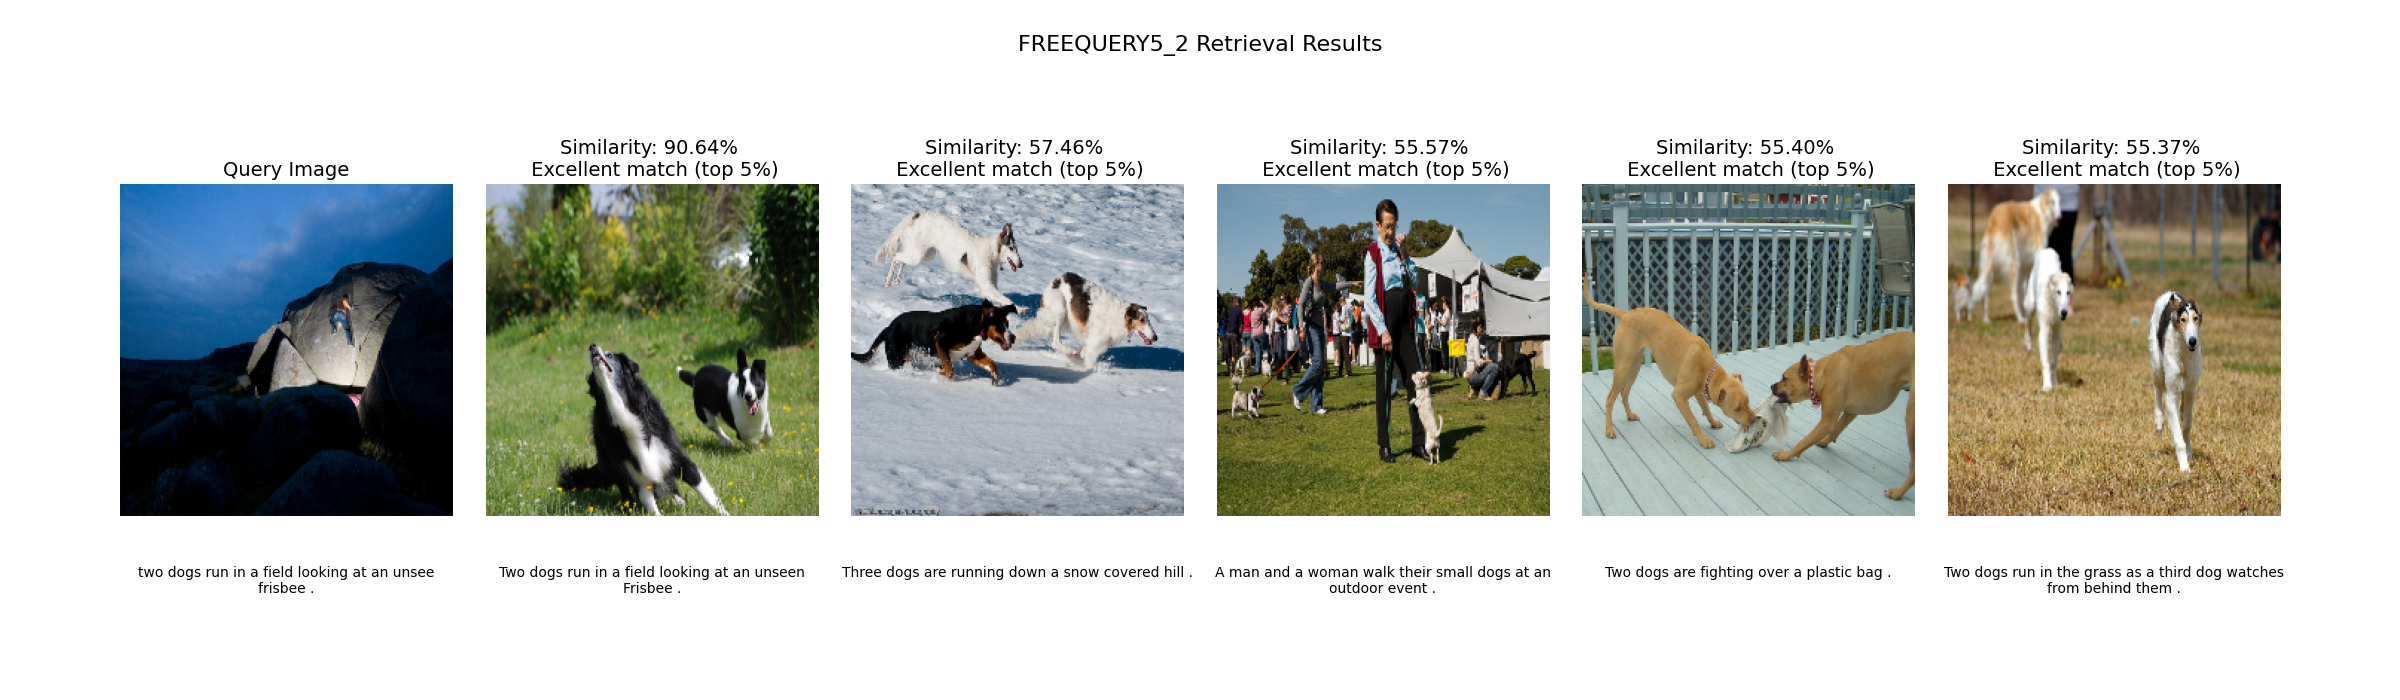 FREEQUERY5_2 Retrieval Results
Query Image
Similarity: 90.64%
Excellent match (top 5%)
Similarity: 57.46%
Excellent match (top 5%)
Similarity: 55.57%
Excellent match (top 5%)
Similarity: 55.40%
Excellent match (top 5%)
Similarity: 55.37%
Excellent match (top 5%)
two dogs run in a field looking at an unsee
frisbee .
Two dogs run in a field looking at an unseen
Frisbee .
Three dogs are running down a snow covered hill .
A man and a woman walk their small dogs at an
outdoor event .
Two dogs are fighting over a plastic bag .
Two dogs run in the grass as a third dog watches
from behind them .